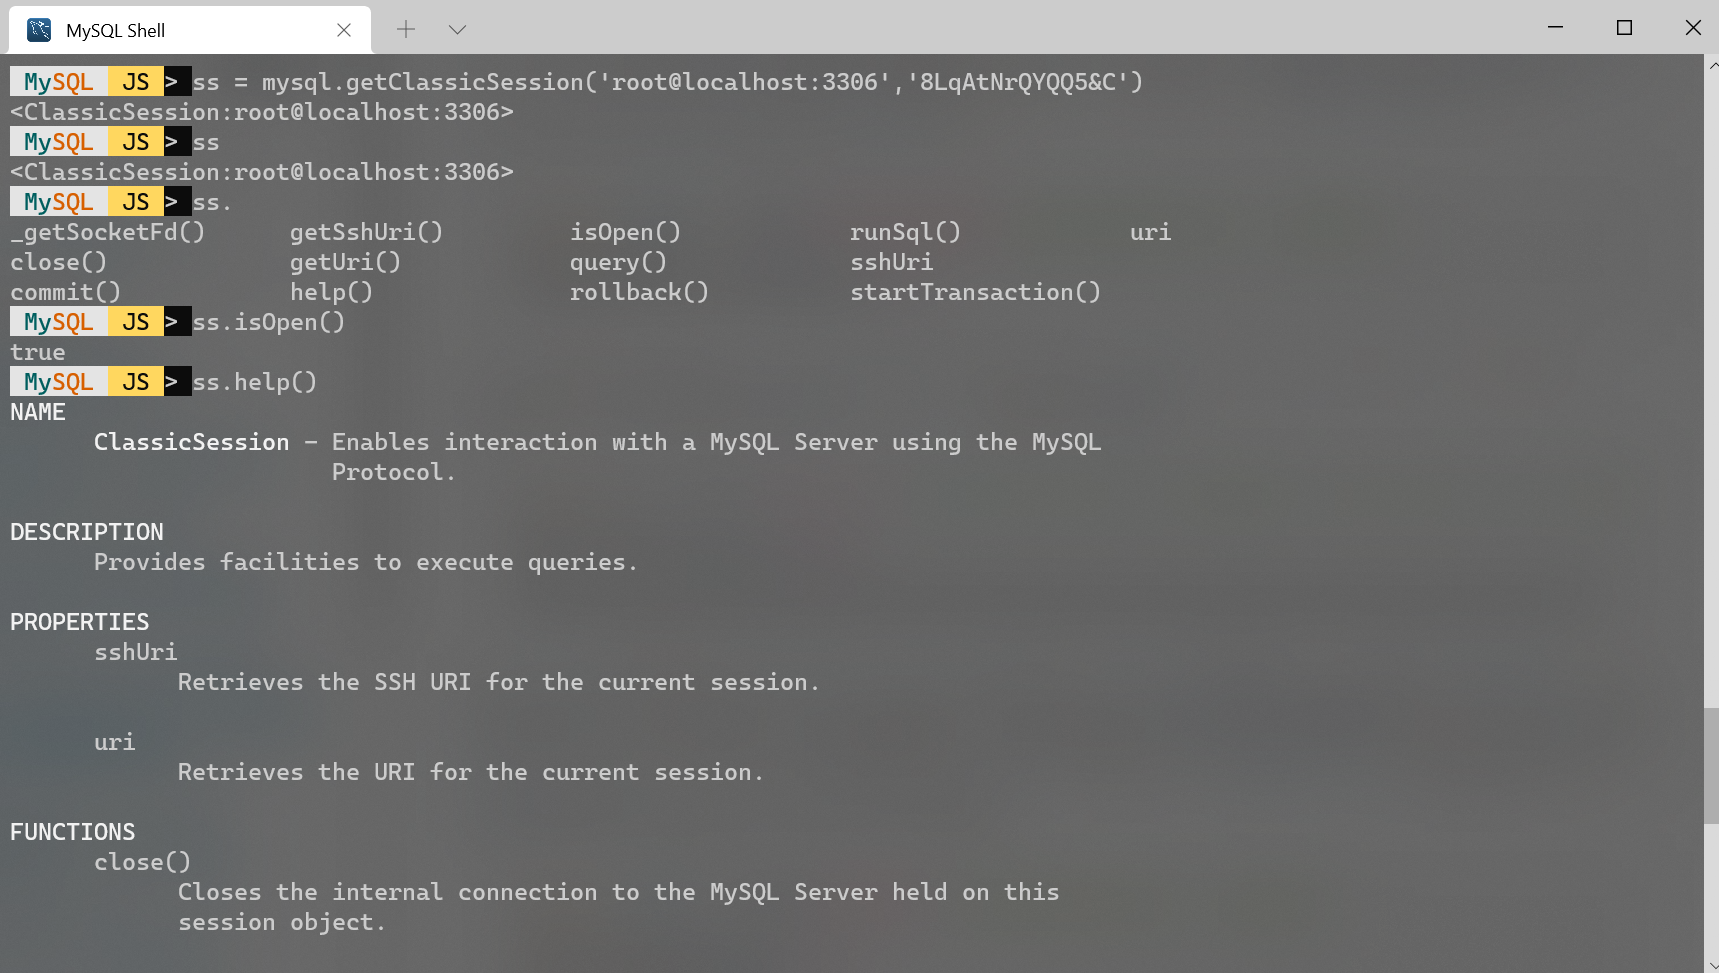 MySQL Shell
MySQL JS > ss = mysql.getClassicSession('root@localhost:3306','8LqAtNrQYQQ5&C')
<ClassicSession:root@localhost:3306>
MySQL JS > ss
<ClassicSession:root@localhost:3306>
MySQL JS > ss.
_getSocketFd() getSshUri() isOpen() runSql() uri
close() getUri() query() sshUri
commit() help() rollback() startTransaction()
MySQL JS > ss.isOpen()
true
MySQL JS > ss.help()
NAME
ClassicSession - Enables interaction with a MySQL Server using the MySQL
Protocol.
DESCRIPTION
Provides facilities to execute queries.
PROPERTIES
sshUri
Retrieves the SSH URI for the current session.
uri
Retrieves the URI for the current session.
FUNCTIONS
close()
Closes the internal connection to the MySQL Server held on this
session object.